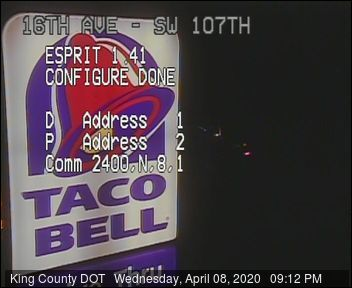 16TH AVE - SW 107TH
ESPRIT 1.41
CONFIGURE DONE
D Address 1
P Address 2
Comm 2400,N,8,1
TACO
BELL
Thru
King County DOT Wednesday, April 08, 2020 09:12 PM